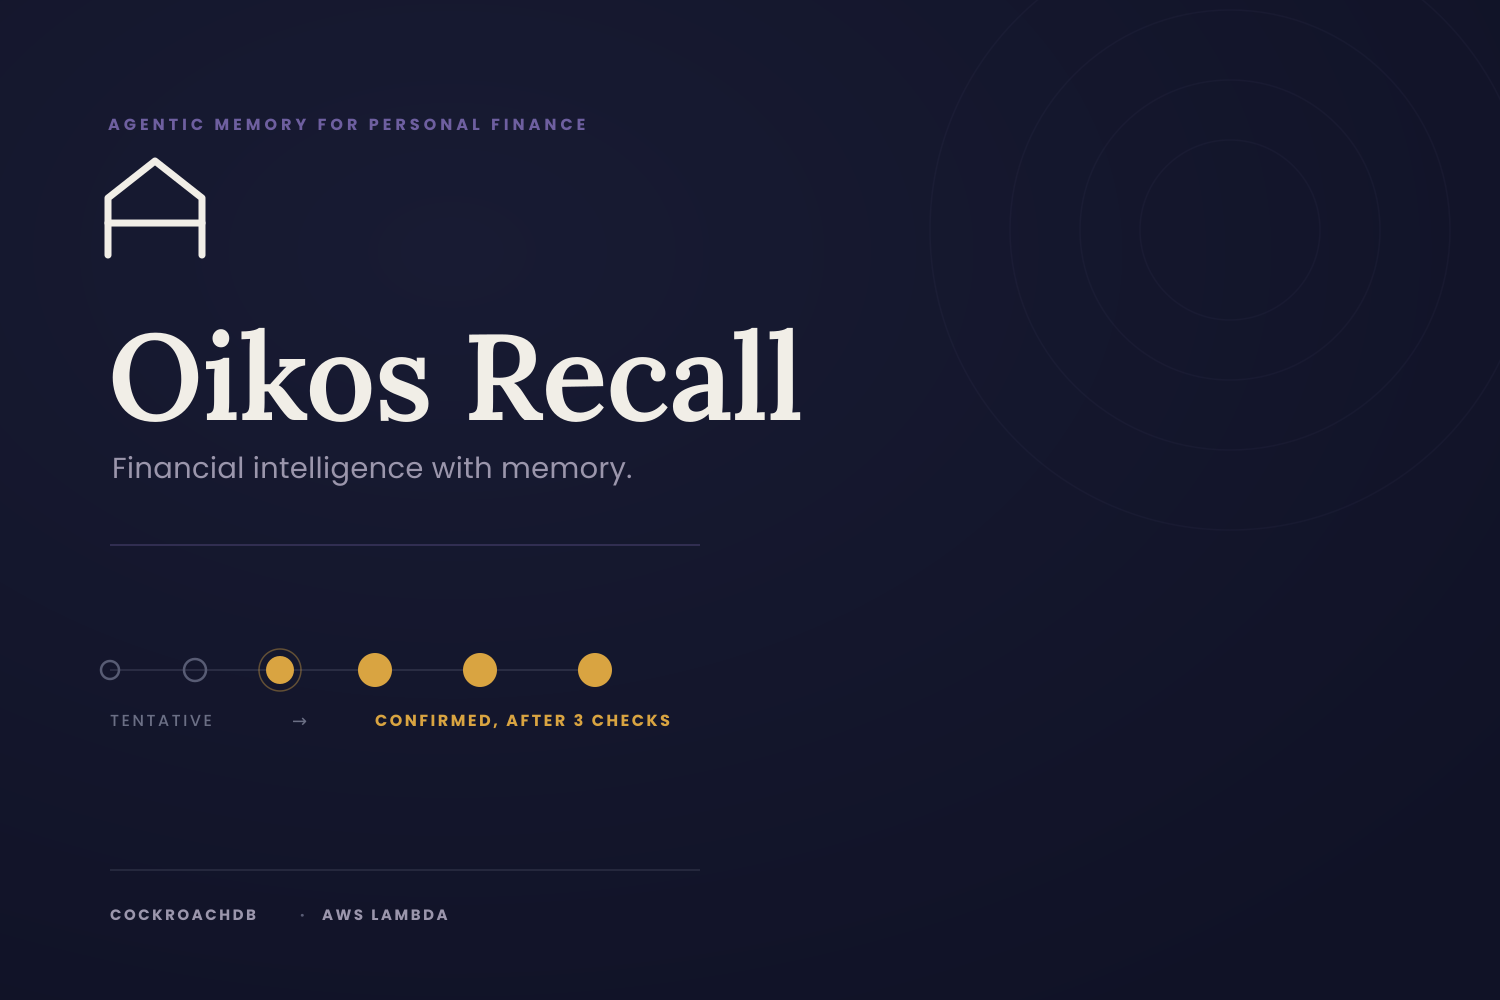 AGENTIC MEMORY FOR PERSONAL FINANCE
Oikos Recall
Financial intelligence with memory.
TENTATIVE → CONFIRMED, AFTER 3 CHECKS
COCKROACHDB · AWS LAMBDA